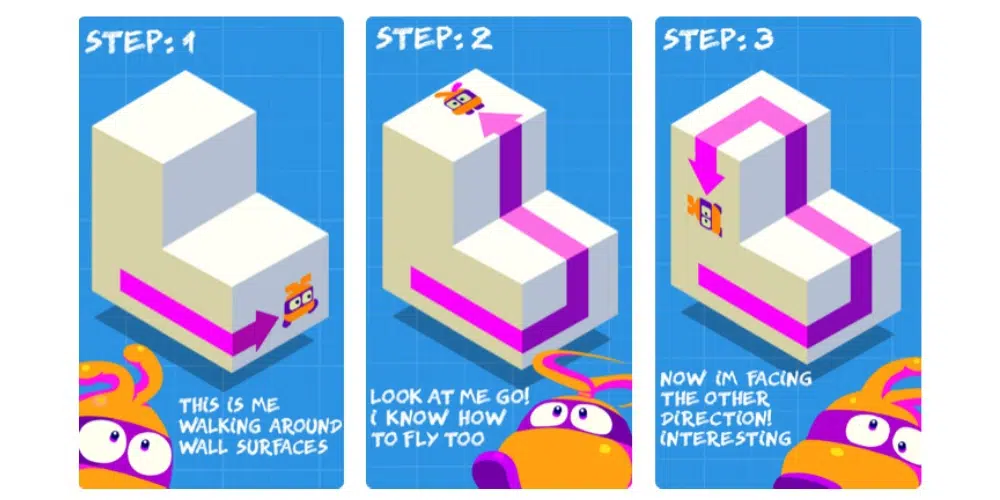 STEP: 1
THIS IS ME
WALKING AROUND
WALL SURFACES
STEP: 2
LOOK AT ME GO!
I KNOW HOW
TO FLY TOO
STEP: 3
NOW IM FACING
THE OTHER
DIRECTION!
INTERESTING